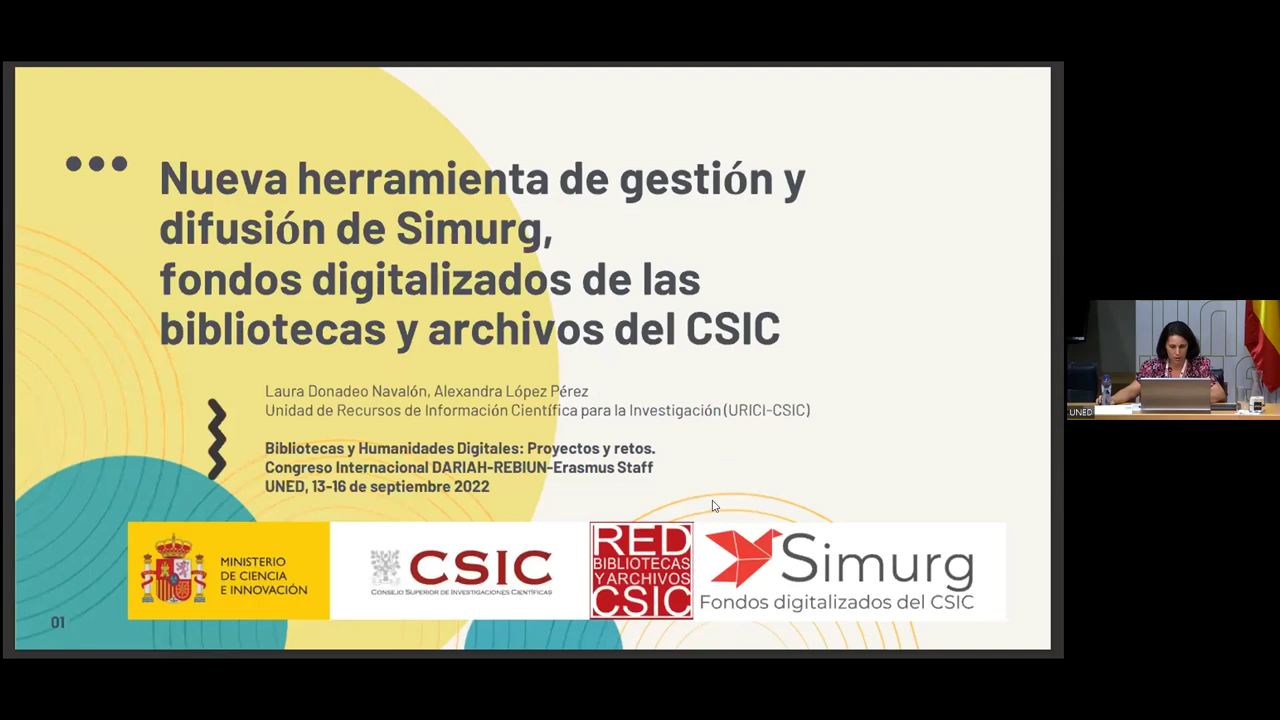 Nueva herramienta de gestión y
difusión de Simurg,
fondos digitalizados de las
bibliotecas y archivos del CSIC
Laura Donadeo Navalón, Alexandra López Pérez
Unidad de Recursos de Información Científica para la Investigación (URICI-CSIC)
Bibliotecas y Humanidades Digitales: Proyectos y retos.
Congreso Internacional DARIAH-REBIUN-Erasmus Staff
UNED, 13-16 de septiembre 2022
MINISTERIO
DE CIENCIA
E INNOVACIÓN
CSIC
CONSEJO SUPERIOR DE INVESTIGACIONES CIENTÍFICAS
RED
BIBLIOTECAS
Y ARCHIVOS
CSIC
Simurg
Fondos digitalizados del CSIC
01
UNED